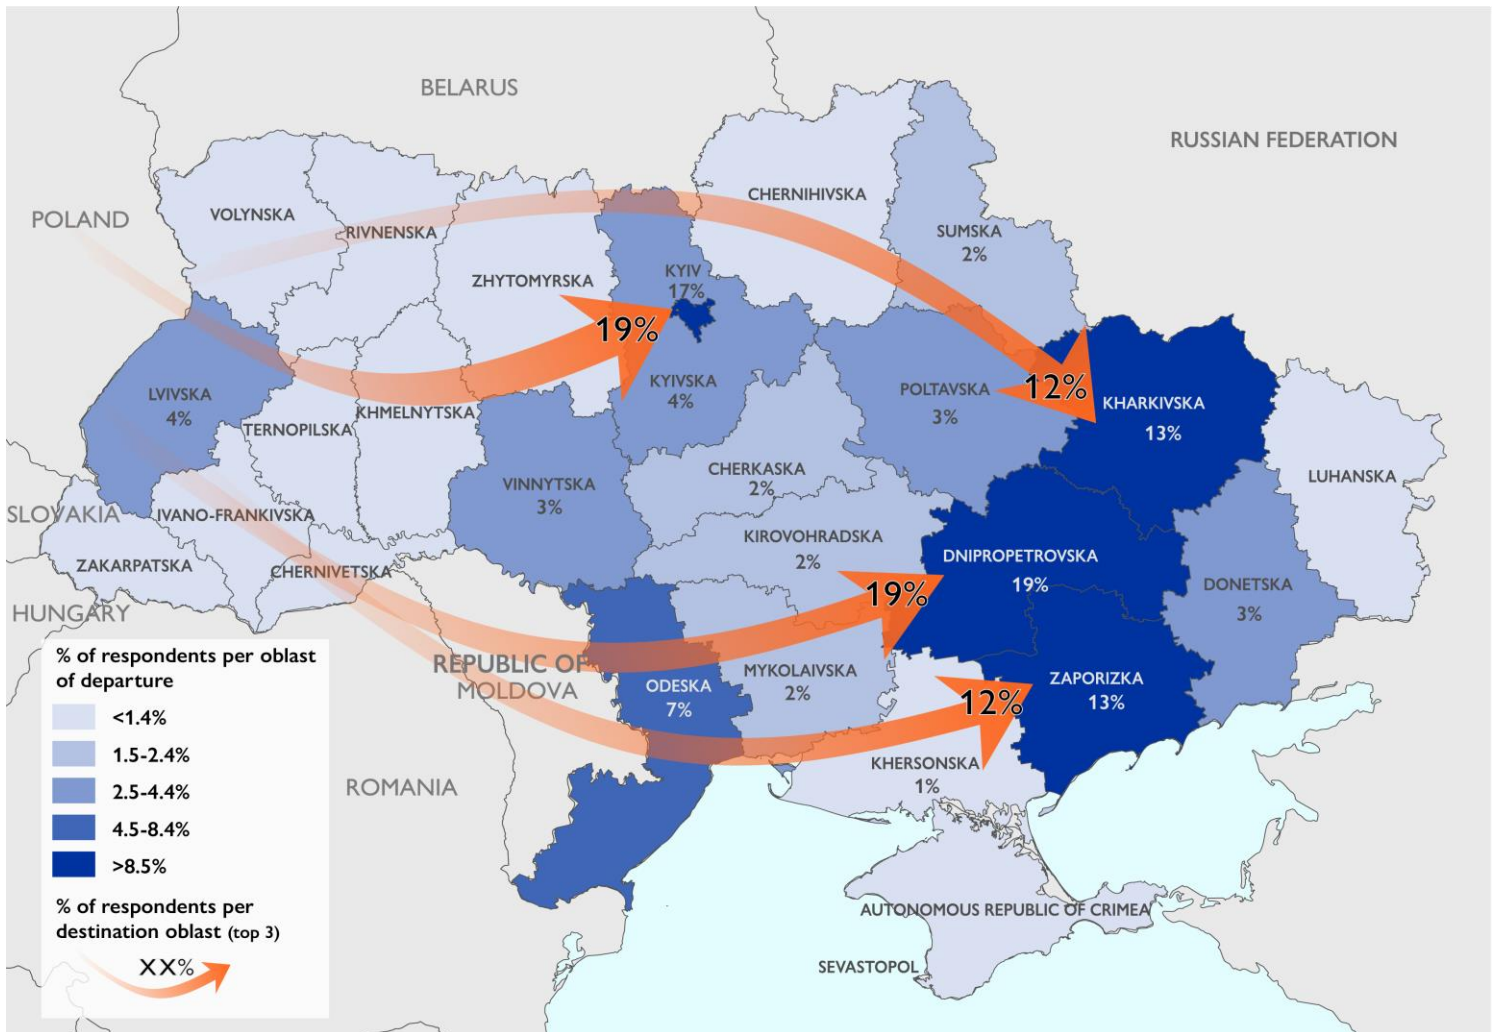 BELARUS
RUSSIAN FEDERATION
POLAND
VOLYNSKA
RIVNENSKA
CHERNIHIVSKA
SUMSKA
2%
ZHYTOMYRSKA
KYIV
17%
19%
LVIVSKA
4%
KHMELNYTSKA
TERNOPILSKA
KYIVSKA
4%
POLTAVSKA
3%
12%
KHARKIVSKA
13%
LUHANSKA
CHERKASKA
2%
VINNYTSKA
3%
SLOVAKIA
IVANO-FRANKIVSKA
ZAKARPATSKA
CHERNIVETSKA
KIROVOHRADSKA
2%
DNIPROPETROVSKA
19%
19%
DONETSKA
3%
HUNGARY
REPUBLIC OF
MOLDOVA
ODESKA
7%
MYKOLAIVSKA
2%
12%
ZAPORIZKA
13%
KHERSONSKA
1%
ROMANIA
AUTONOMOUS REPUBLIC OF CRIMEA
SEVASTOPOL
% of respondents per oblast
of departure
<1.4%
1.5-2.4%
2.5-4.4%
4.5-8.4%
>8.5%
% of respondents per
destination oblast (top 3)
XX%